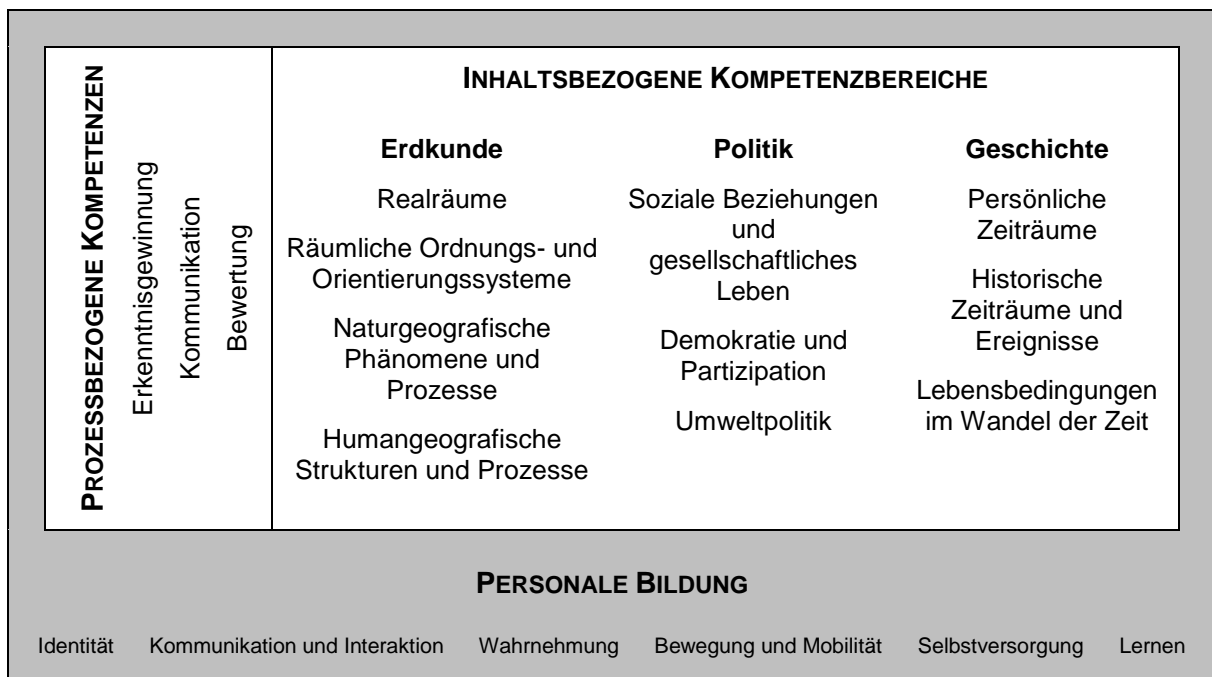 PROZESSBEZOGENE KOMPETENZEN
Erkenntnisgewinnung
Kommunikation
Bewertung
INHALTSBEZOGENE KOMPETENZBEREICHE
Erdkunde
Realräume
Räumliche Ordnungs- und
Orientierungssysteme
Naturgeografische
Phänomene und
Prozesse
Humangeografische
Strukturen und Prozesse
Politik
Soziale Beziehungen
und
gesellschaftliches
Leben
Demokratie und
Partizipation
Umweltpolitik
Geschichte
Persönliche
Zeiträume
Historische
Zeiträume und
Ereignisse
Lebensbedingungen
im Wandel der Zeit
PERSONALE BILDUNG
Identität Kommunikation und Interaktion Wahrnehmung Bewegung und Mobilität Selbstversorgung Lernen